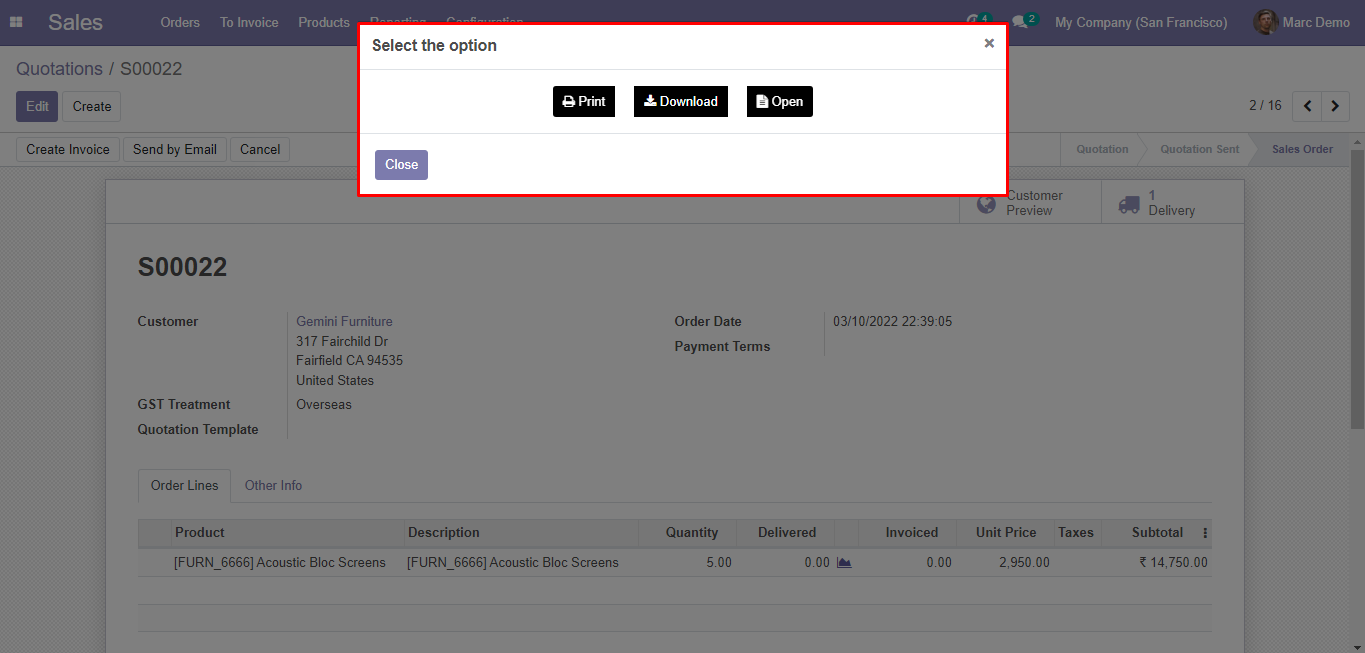 Sales
Orders To Invoice Products Reporting Configuration 4 2 My Company (San Francisco) Marc Demo
Select the option ×
Quotations / S00022
Print Download Open
Edit Create 2 / 16
Create Invoice Send by Email Cancel Quotation Quotation Sent Sales Order
Close
Customer
Preview
1
Delivery
S00022
Customer Gemini Furniture
317 Fairchild Dr
Fairfield CA 94535
United States
GST Treatment Overseas
Quotation Template
Order Date 03/10/2022 22:39:05
Payment Terms
Order Lines Other Info
Product Description Quantity Delivered Invoiced Unit Price Taxes Subtotal
[FURN_6666] Acoustic Bloc Screens [FURN_6666] Acoustic Bloc Screens 5.00 0.00 0.00 2,950.00 ₹ 14,750.00